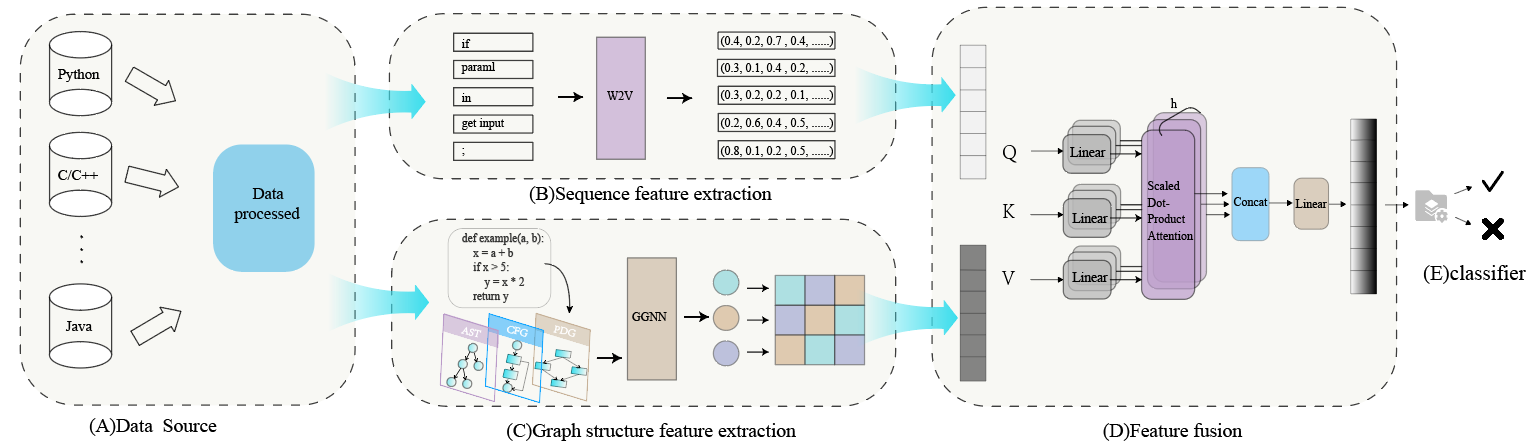 Python
C/C++
Java
Data
processed
(A)Data Source
if
paraml
in
get input
;
W2V
(0.4, 0.2, 0.7 , 0.4, ......)
(0.3, 0.1, 0.4 , 0.2, ......)
(0.3, 0.2, 0.2 , 0.1, ......)
(0.2, 0.6, 0.4 , 0.5, ......)
(0.8, 0.1, 0.2 , 0.5, ......)
(B)Sequence feature extraction
def example(a, b):
x = a + b
if x > 5:
y = x * 2
return y
AST
CFG
PDG
GGNN
(C)Graph structure feature extraction
Q
K
V
Linear
Linear
Linear
h
Scaled
Dot-
Product
Attention
Concat
Linear
(D)Feature fusion
(E)classifier